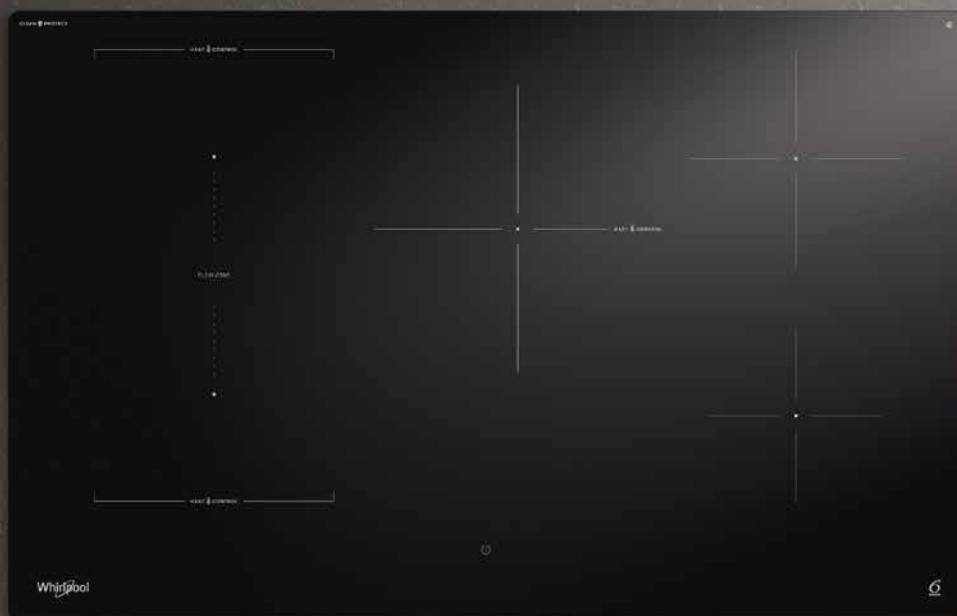 CLEAN PROTECT
HEAT CONTROL
HEAT CONTROL
FLEXI ZONE
HEAT CONTROL
Whirlpool
6